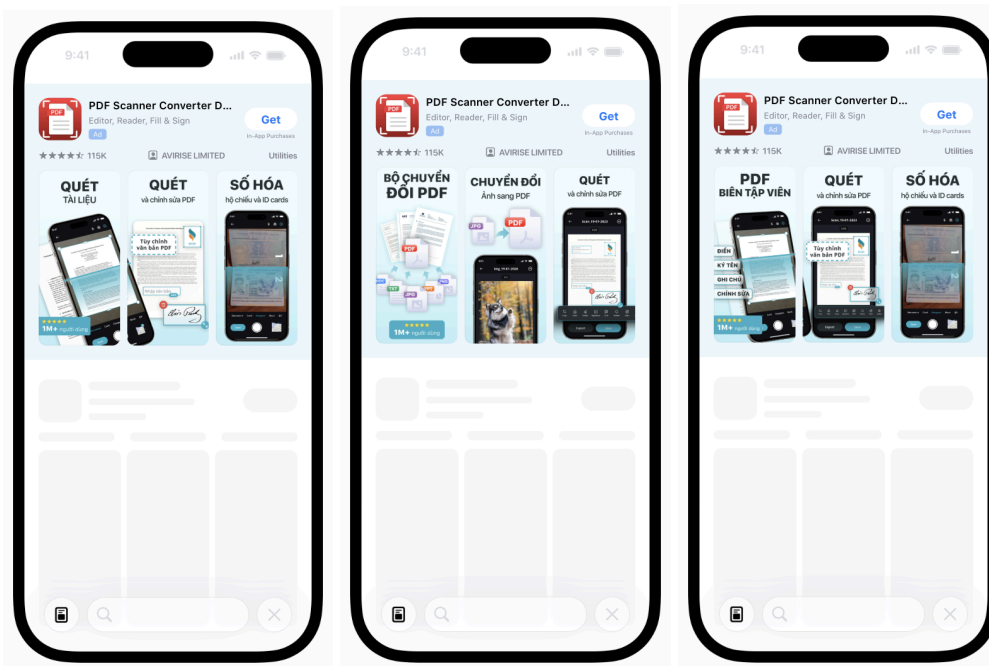 9:41
PDF
PDF Scanner Converter D...
Editor, Reader, Fill & Sign
Ad
Get
In-App Purchases
115K
AVIRISE LIMITED
Utilities
QUÉT
TÀI LIỆU
1M+ người dùng
QUÉT
và chỉnh sửa PDF
Tùy chỉnh
văn bản PDF
SỐ HÓA
hộ chiếu và ID cards
9:41
PDF
PDF Scanner Converter D...
Editor, Reader, Fill & Sign
Ad
Get
In-App Purchases
115K
AVIRISE LIMITED
Utilities
BỘ CHUYỂN
ĐỔI PDF
PDF
TXT
JPG
PNG
1M+ người dùng
CHUYỂN ĐỔI
Ảnh sang PDF
JPG
PDF
QUÉT
và chỉnh sửa PDF
9:41
PDF
PDF Scanner Converter D...
Editor, Reader, Fill & Sign
Ad
Get
In-App Purchases
115K
AVIRISE LIMITED
Utilities
PDF
BIÊN TẬP VIÊN
ĐIỀN
KÝ TÊN
GHI CHÚ
CHỈNH SỬA
1M+ người dùng
QUÉT
và chỉnh sửa PDF
Tùy chỉnh
văn bản PDF
SỐ HÓA
hộ chiếu và ID cards